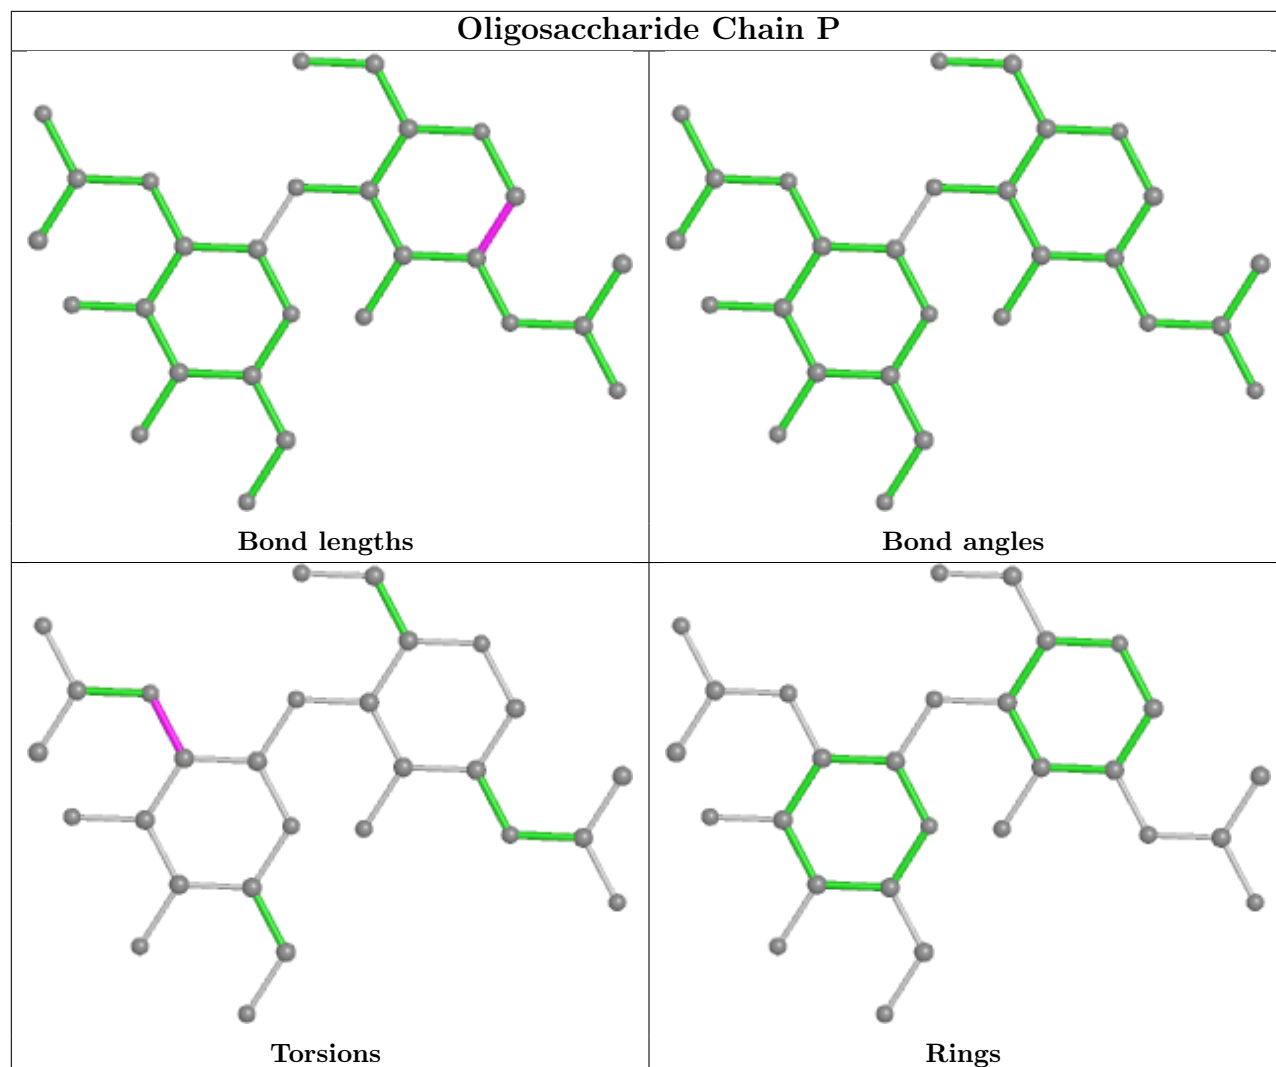 Oligosaccharide Chain P
Bond lengths
Bond angles
Torsions
Rings